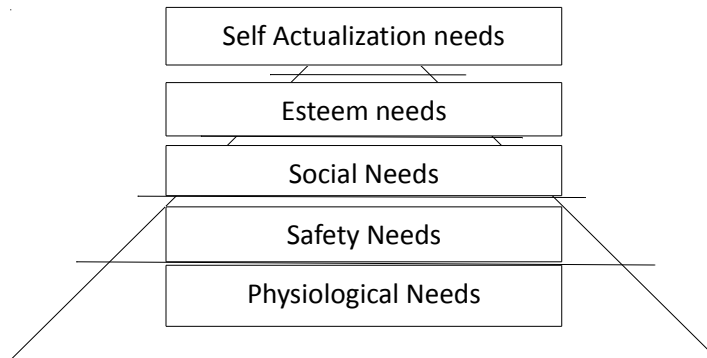 Self Actualization needs
Esteem needs
Social Needs
Safety Needs
Physiological Needs